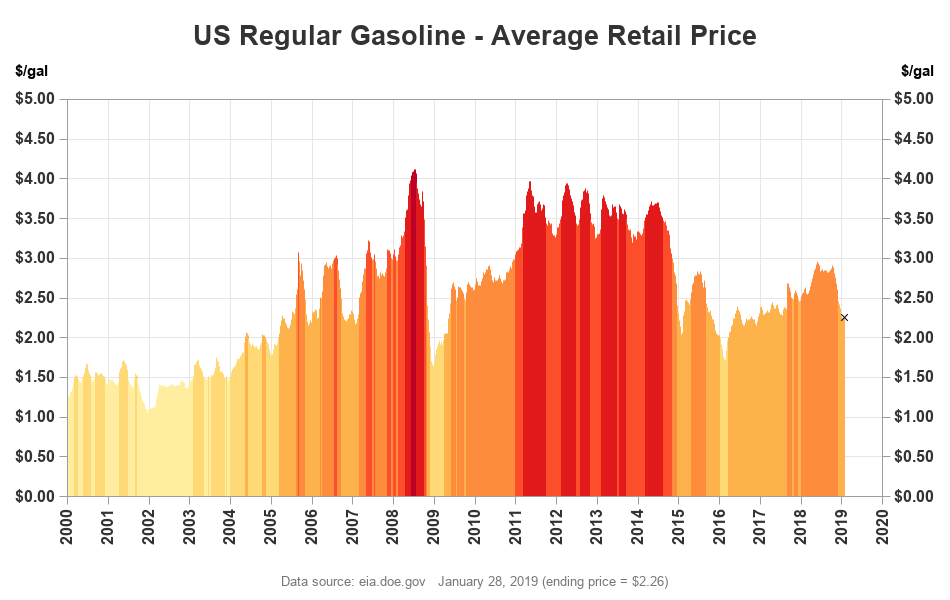 US Regular Gasoline - Average Retail Price
$/gal $/gal
$5.00 $5.00
$4.50 $4.50
$4.00 $4.00
$3.50 $3.50
$3.00 $3.00
$2.50 $2.50
$2.00 $2.00
$1.50 $1.50
$1.00 $1.00
$0.50 $0.50
$0.00 $0.00
2000 2001 2002 2003 2004 2005 2006 2007 2008 2009 2010 2011 2012 2013 2014 2015 2016 2017 2018 2019 2020
Data source: eia.doe.gov January 28, 2019 (ending price = $2.26)